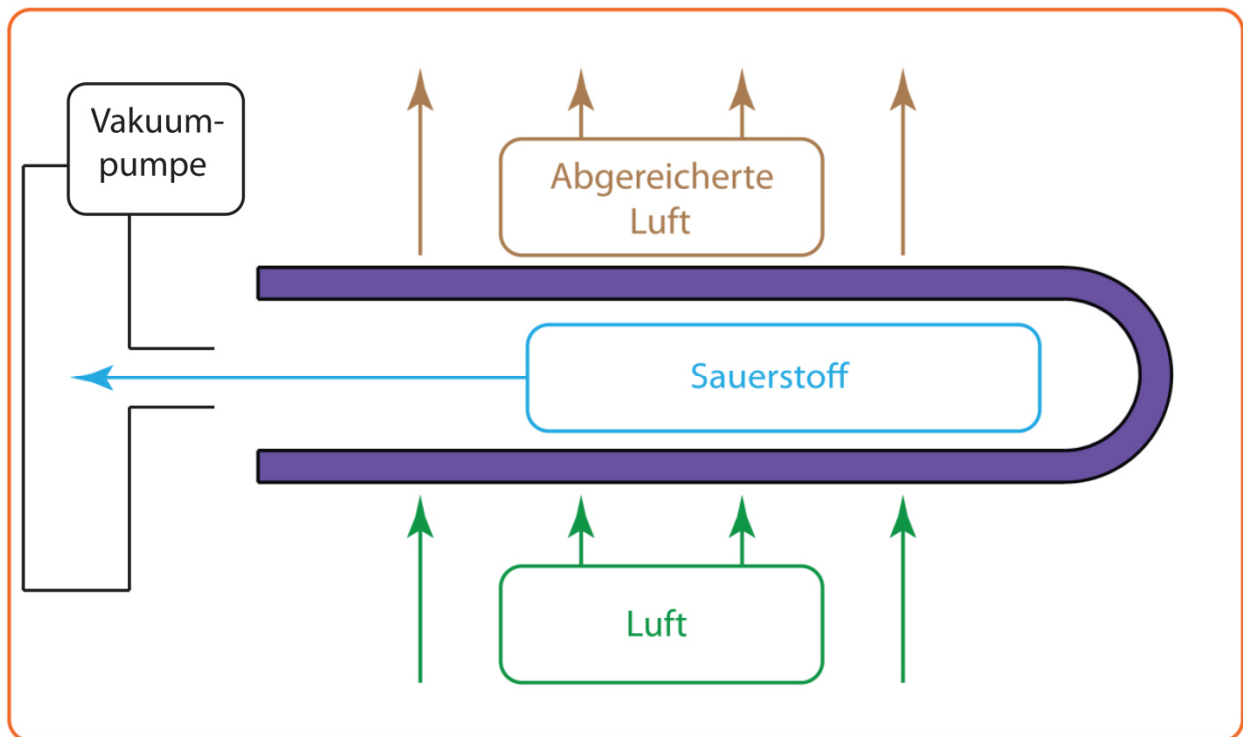 Vakuum-
pumpe
Abgereicherte
Luft
Sauerstoff
Luft